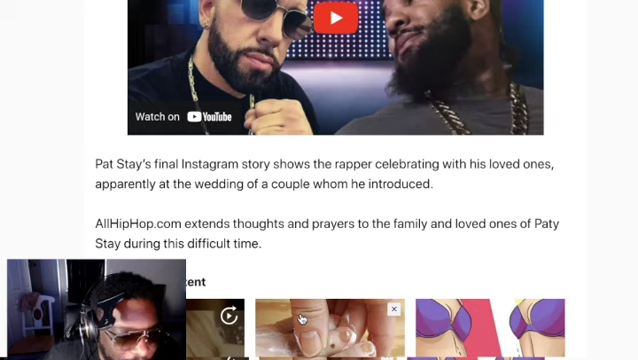 Watch on YouTube
Pat Stay's final Instagram story shows the rapper celebrating with his loved ones,
apparently at the wedding of a couple whom he introduced.
AllHipHop.com extends thoughts and prayers to the family and loved ones of Paty
Stay during this difficult time.